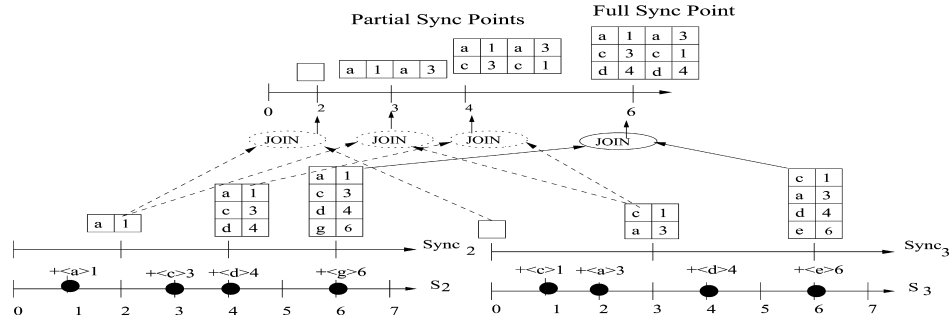 Partial Sync Points
Full Sync Point
a 1 a 3
a 1 a 3
c 3 c 1
a 1 a 3
c 3 c 1
d 4 d 4
0 2 3 4 6
JOIN JOIN JOIN JOIN
a 1
a 1
c 3
d 4
a 1
c 3
d 4
g 6
c 1
a 3
c 1
a 3
d 4
e 6
Sync 2
Sync 3
+<a>1 +<c>3 +<d>4 +<g>6
S 2
0 1 2 3 4 5 6 7
+<c>1 +<a>3 +<d>4 +<e>6
S 3
0 1 2 3 4 5 6 7